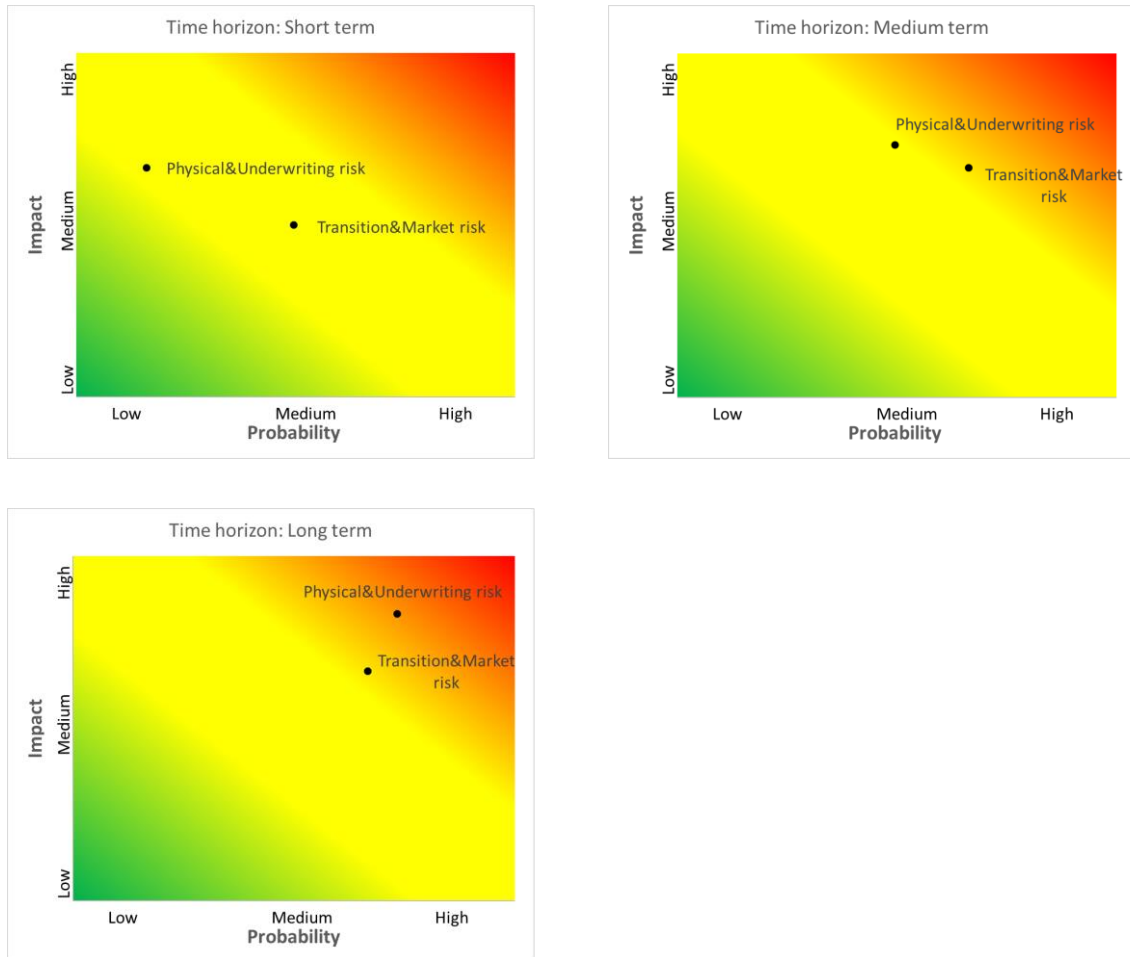 Time horizon: Short term
High
Medium
Low
Impact
Physical&Underwriting risk
Transition&Market risk
Low
Medium
High
Probability
Time horizon: Medium term
High
Medium
Low
Impact
Physical&Underwriting risk
Transition&Market
risk
Low
Medium
High
Probability
Time horizon: Long term
High
Medium
Low
Impact
Physical&Underwriting risk
Transition&Market
risk
Low
Medium
High
Probability